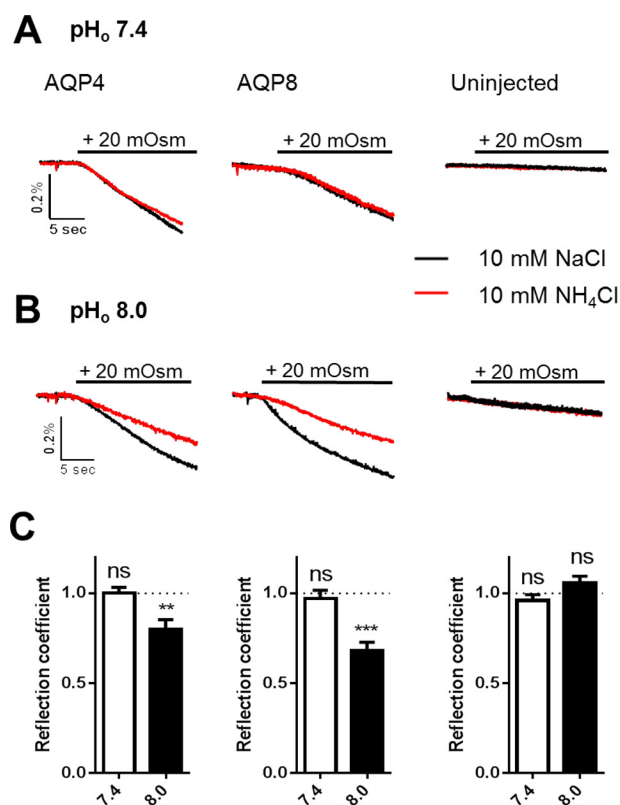 A pHₒ 7.4
AQP4 AQP8 Uninjected
+ 20 mOsm + 20 mOsm + 20 mOsm
0.2%
5 sec
10 mM NaCl
10 mM NH₄Cl
B pHₒ 8.0
+ 20 mOsm + 20 mOsm + 20 mOsm
0.2%
5 sec
C
Reflection coefficient
1.0
0.5
0.0
ns
**
7.4 8.0
Reflection coefficient
1.0
0.5
0.0
ns
***
7.4 8.0
Reflection coefficient
1.0
0.5
0.0
ns ns
7.4 8.0